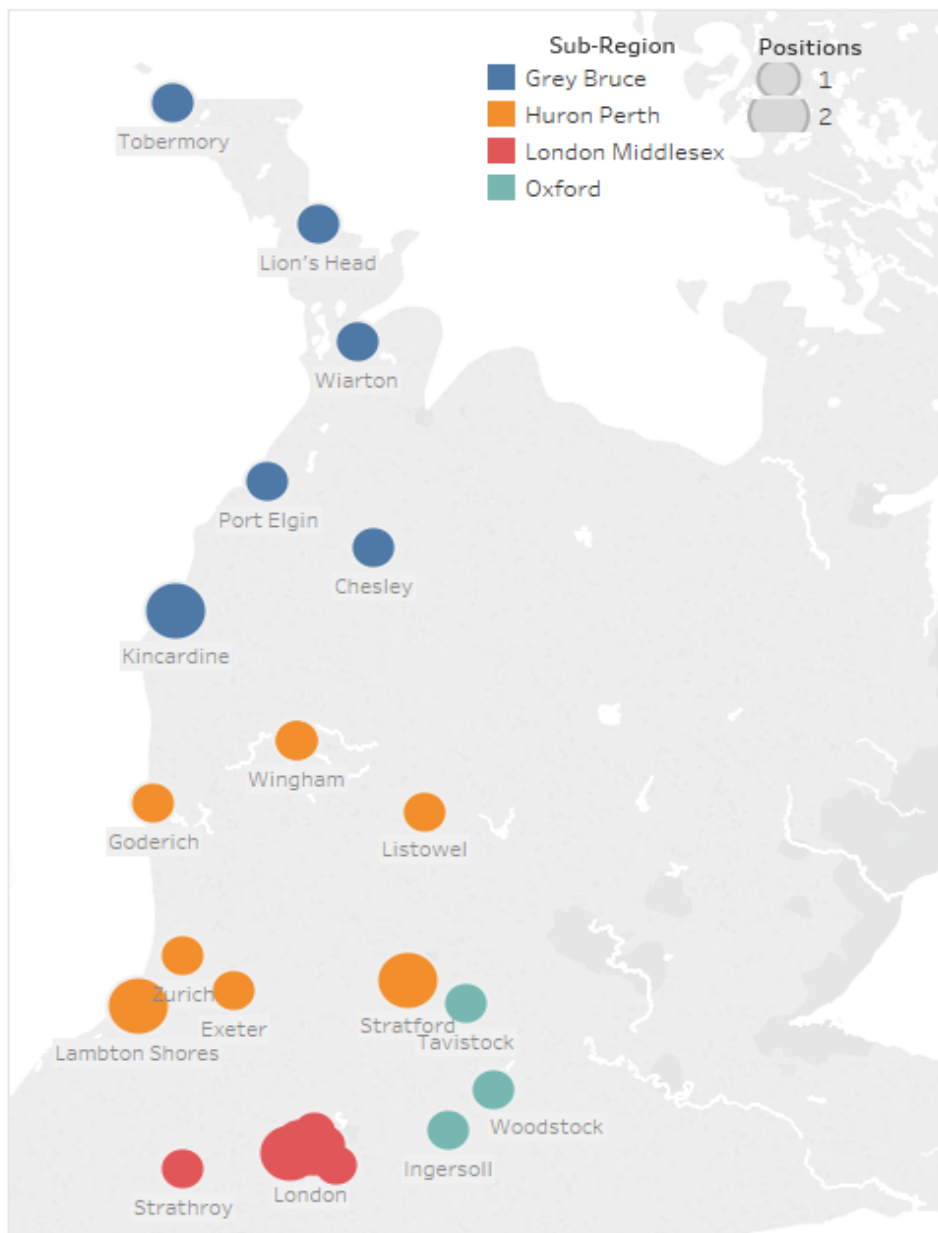 Sub-Region
Grey Bruce
Huron Perth
London Middlesex
Oxford
Positions
1
2
Tobermory
Lion's Head
Wiarton
Port Elgin
Chesley
Kincardine
Wingham
Goderich
Listowel
Zurich
Exeter
Lambton Shores
Stratford
Tavistock
Woodstock
Ingersoll
London
Strathroy